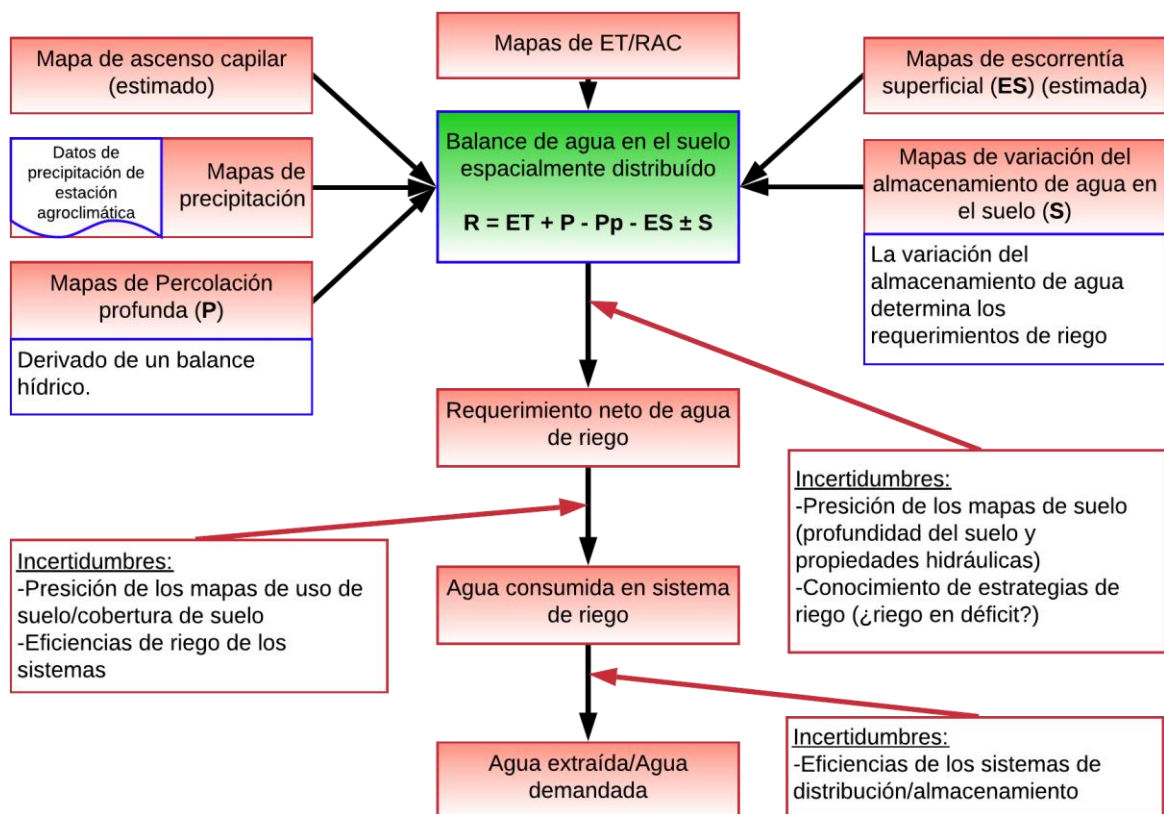 Mapas de ET/RAC
Mapa de ascenso capilar
(estimado)
Mapas de escorrentía
superficial (ES) (estimada)
Datos de
precipitación de
estación
agroclimática
Mapas de
precipitación
Balance de agua en el suelo
espacialmente distribuído
R = ET + P - Pp - ES ± S
Mapas de variación del
almacenamiento de agua en
el suelo (S)
La variación del
almacenamiento de agua
determina los
requerimientos de riego
Mapas de Percolación
profunda (P)
Derivado de un balance
hídrico.
Requerimiento neto de agua
de riego
Incertidumbres:
-Presición de los mapas de suelo
(profundidad del suelo y
propiedades hidráulicas)
-Conocimiento de estrategias de
riego (¿riego en déficit?)
Incertidumbres:
-Presición de los mapas de uso de
suelo/cobertura de suelo
-Eficiencias de riego de los
sistemas
Agua consumida en sistema
de riego
Incertidumbres:
-Eficiencias de los sistemas de
distribución/almacenamiento
Agua extraída/Agua
demandada